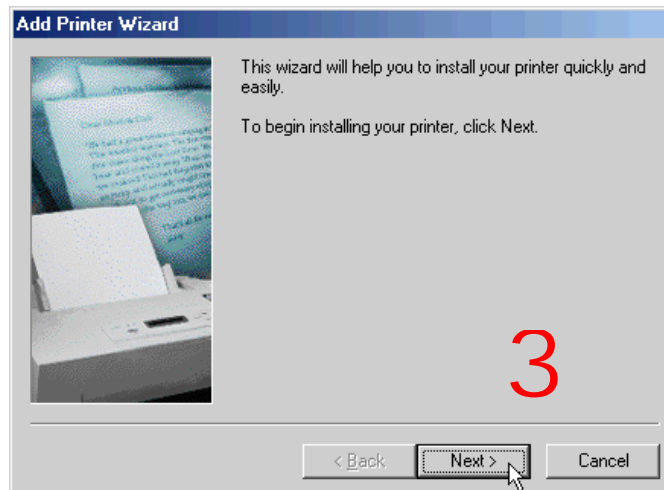 Add Printer Wizard
This wizard will help you to install your printer quickly and
easily.
To begin installing your printer, click Next.
3
< Back
Next >
Cancel